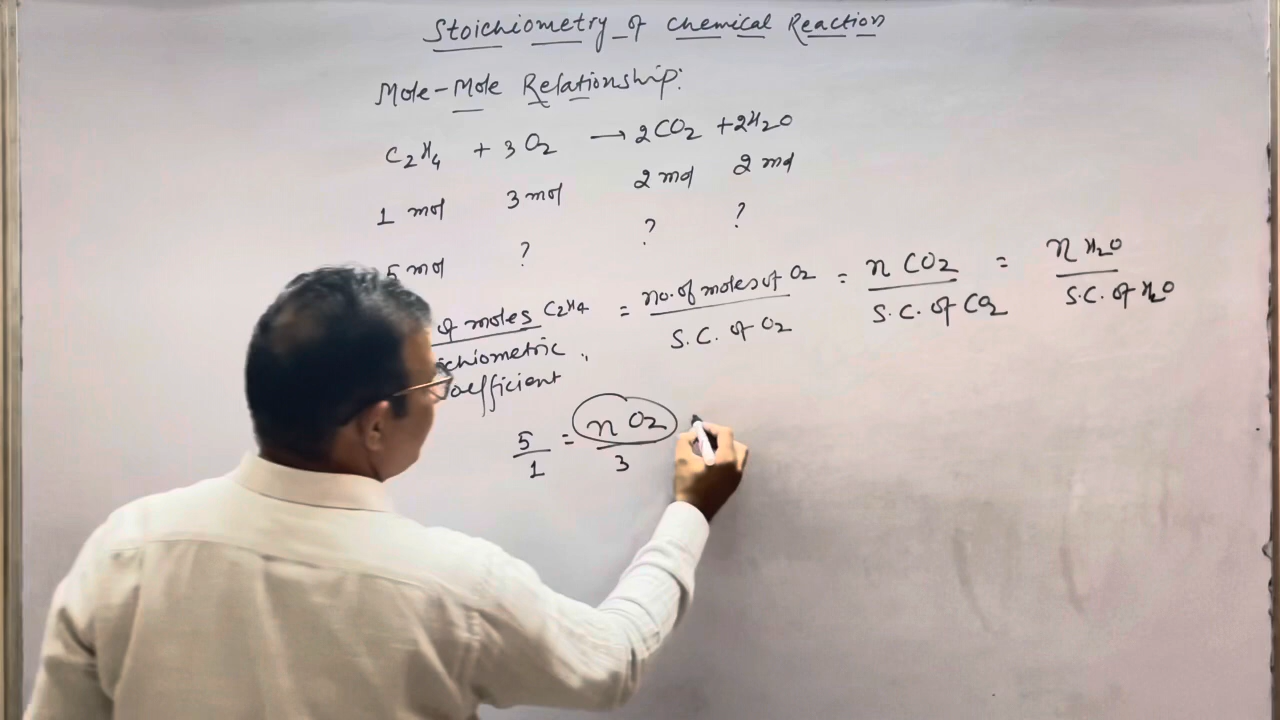 Stoichiometry of Chemical Reaction
Mole-Mole Relationship:
C2H4 + 3O2 → 2CO2 + 2H2O
1 mol 3 mol 2 mol 2 mol
5 mol ? ? ?
of moles C2H4 = no. of moles of O2 = n CO2 = n H2O
ichiometric oefficient S.C. of O2 S.C. of CO2 S.C. of H2O
5 = n O2
1 3